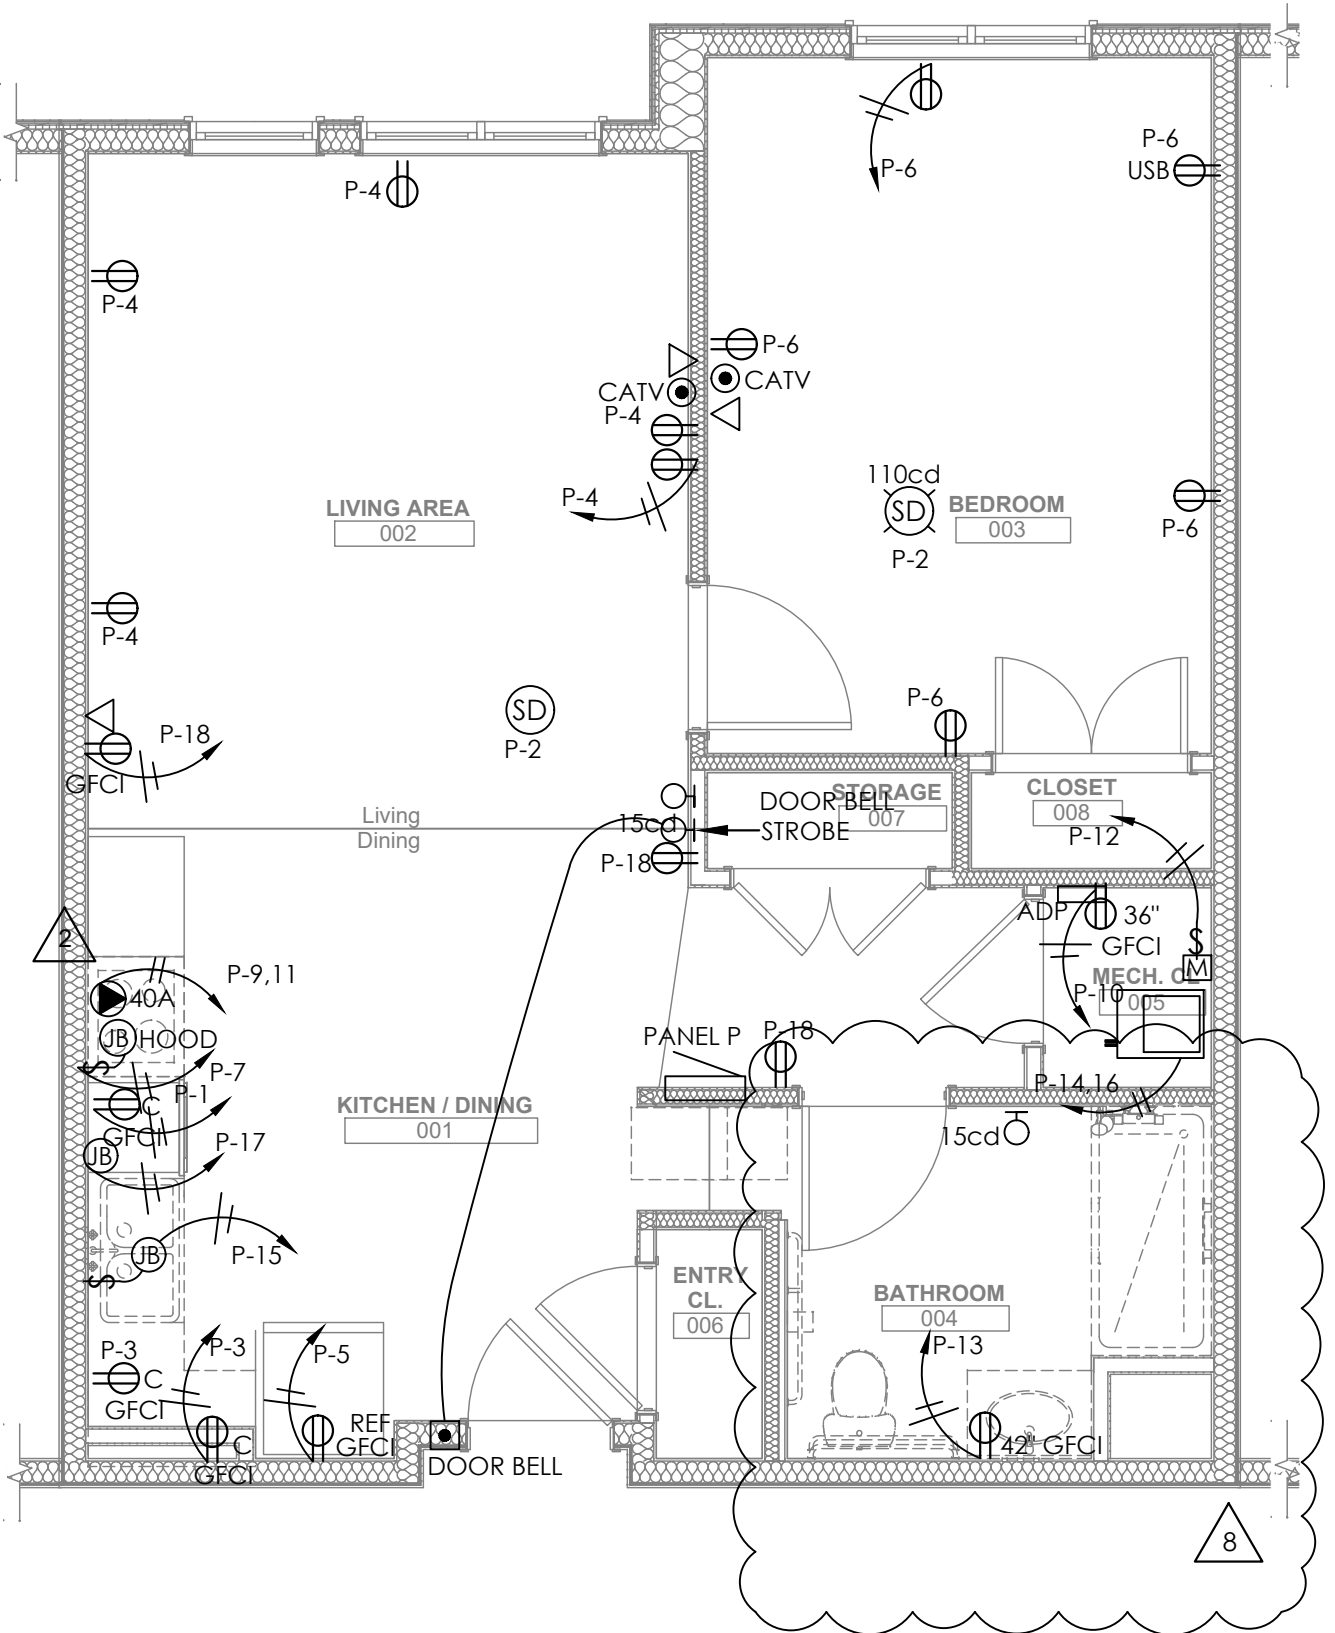 P-6
P-6
USB
P-4
P-4
P-6
CATV
CATV
P-4
P-4
LIVING AREA
002
110cd
SD
P-2
BEDROOM
003
P-6
P-4
P-6
SD
P-2
P-18
GFCI
Living
Dining
15cd
P-18
DOOR BELL
STROBE
STORAGE
007
CLOSET
008
P-12
ADP
36"
GFCI
M
MECH. CL
005
P-10
2
P-9,11
40A
JB
HOOD
S
S
P-7
P-1
C
GFCI
P-17
JB
PANEL P
P-18
P-14,16
15cd
KITCHEN / DINING
001
JB
P-15
S
ENTRY
CL.
006
BATHROOM
004
P-13
P-3
C
GFCI
P-3
P-5
REF
GFCI
C
GFCI
DOOR BELL
42" GFCI
8